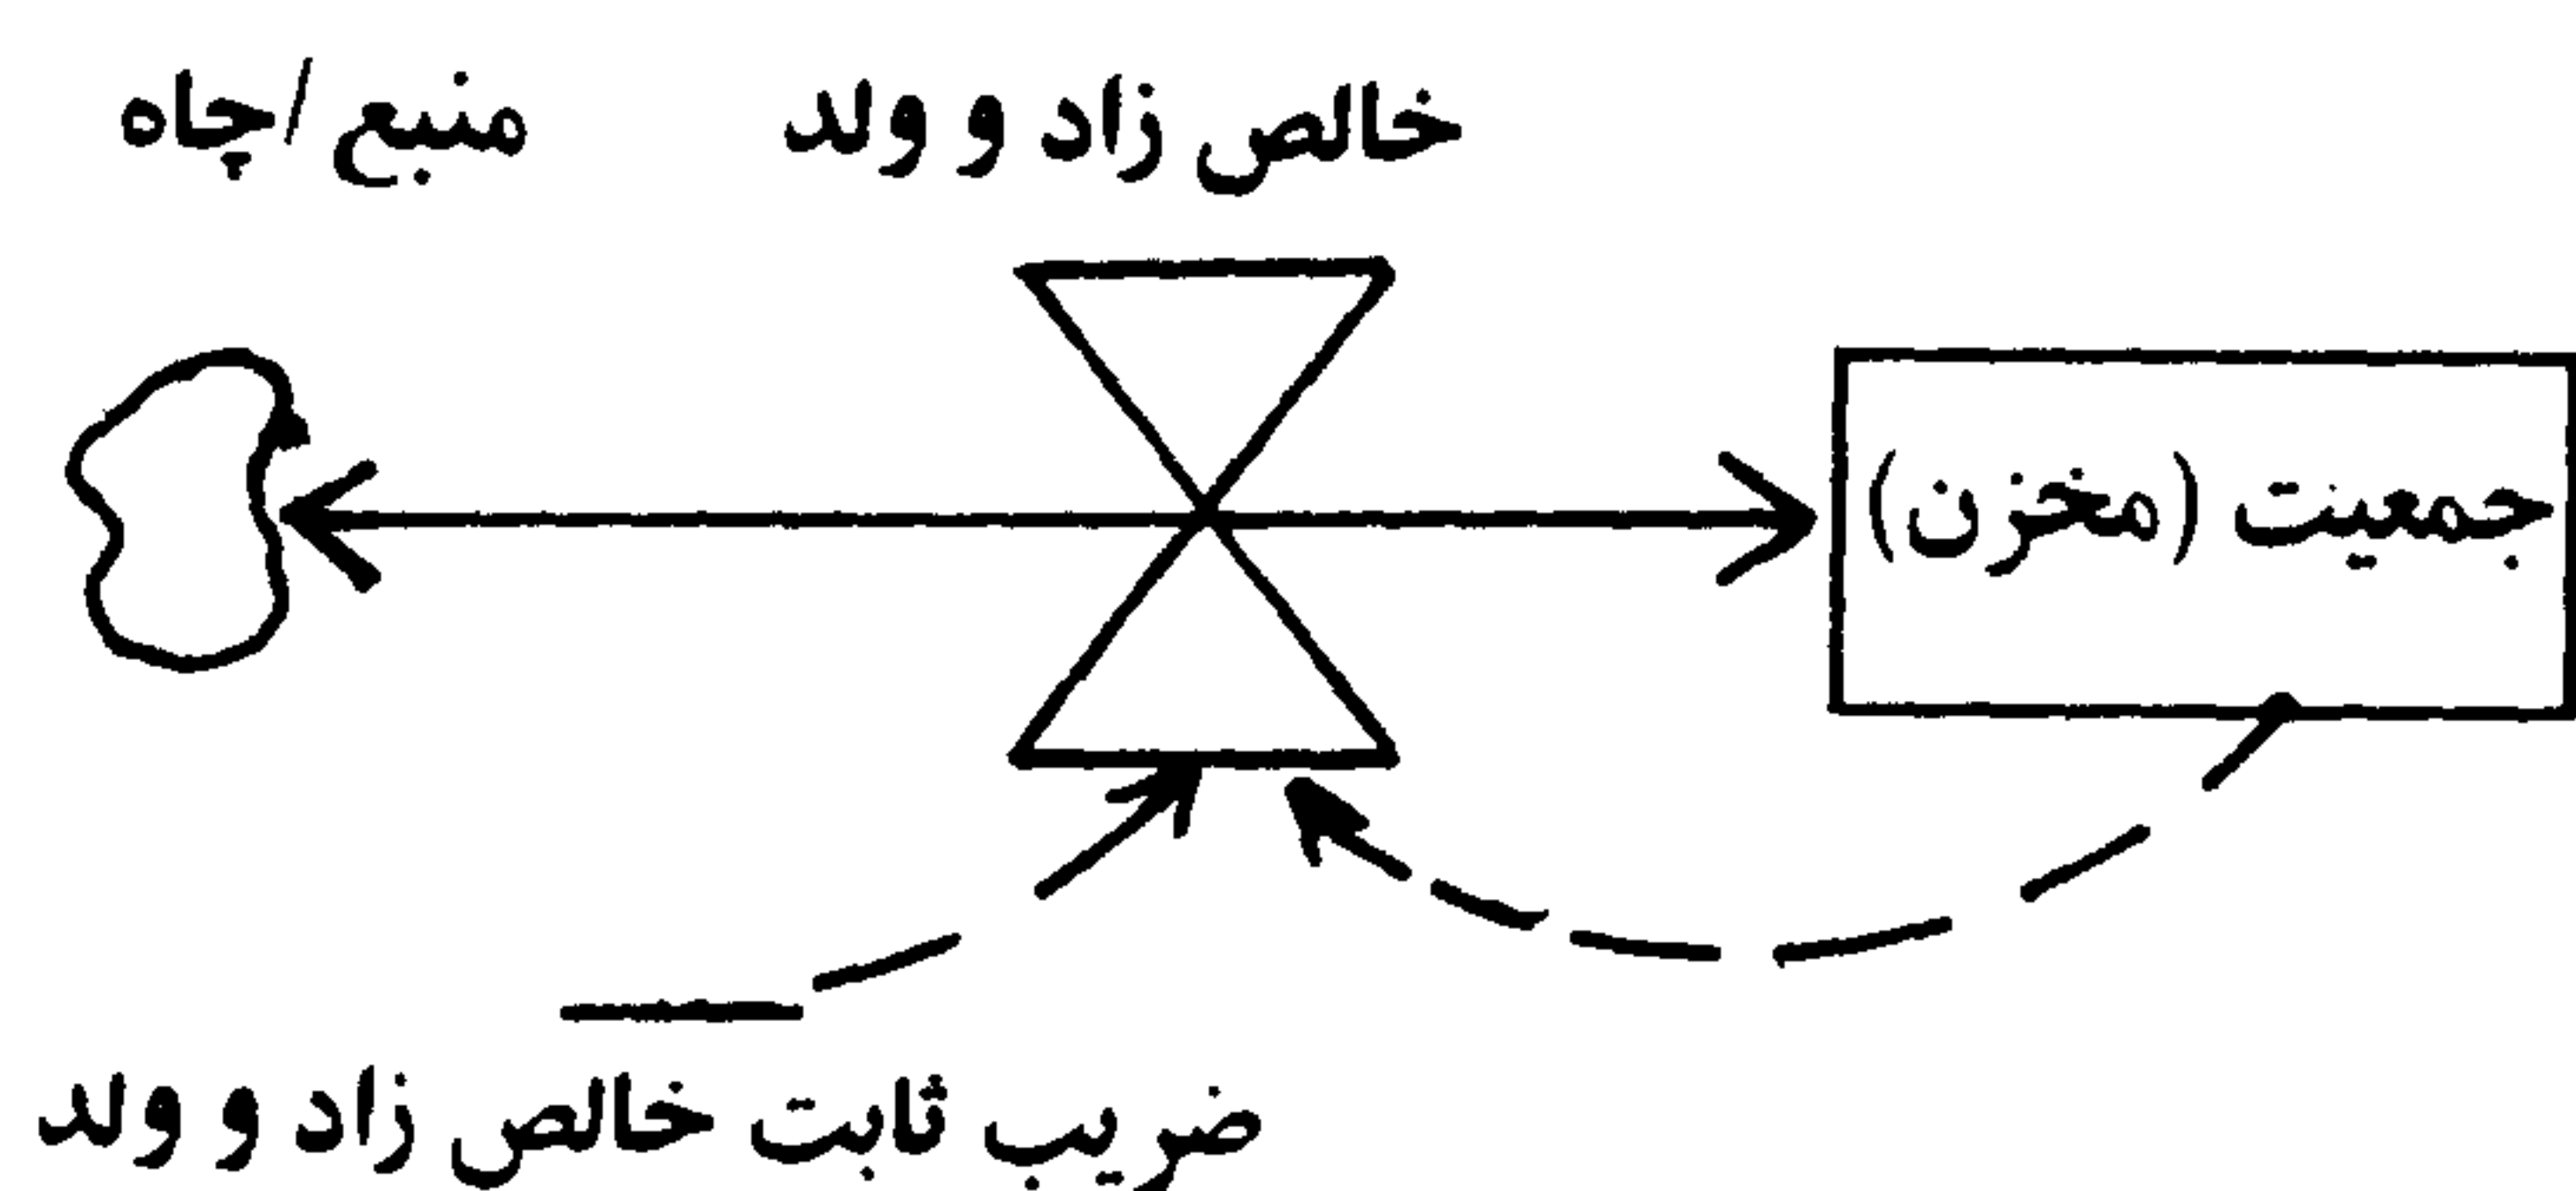 خالص زاد و ولد
منبع/چاه
جمعیت (مخزن)
ضریب ثابت خالص زاد و ولد